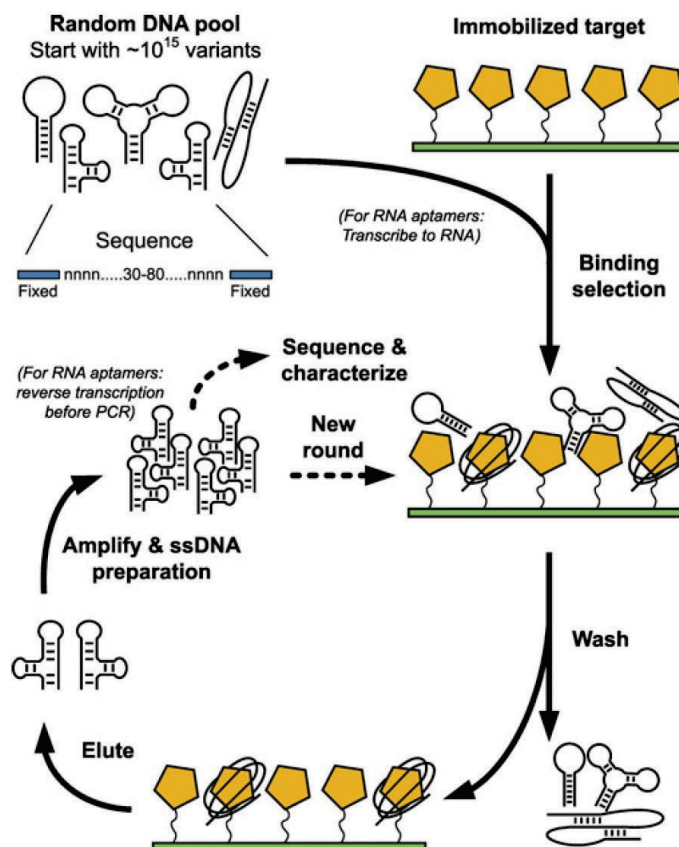 Random DNA pool
Start with ~10¹⁵ variants
Immobilized target
(For RNA aptamers:
Transcribe to RNA)
Sequence
nnnn.....30-80.....nnnn
Fixed
Fixed
Binding
selection
(For RNA aptamers:
reverse transcription
before PCR)
Sequence &
characterize
New
round
Amplify & ssDNA
preparation
Wash
Elute